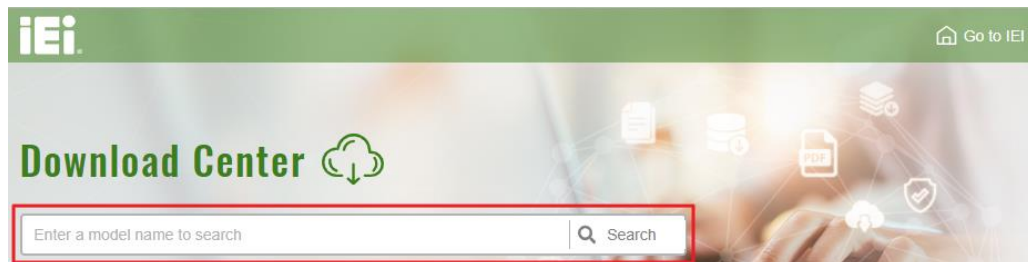 iEi.
Go to IEI
Download Center
Enter a model name to search
Search
PDF